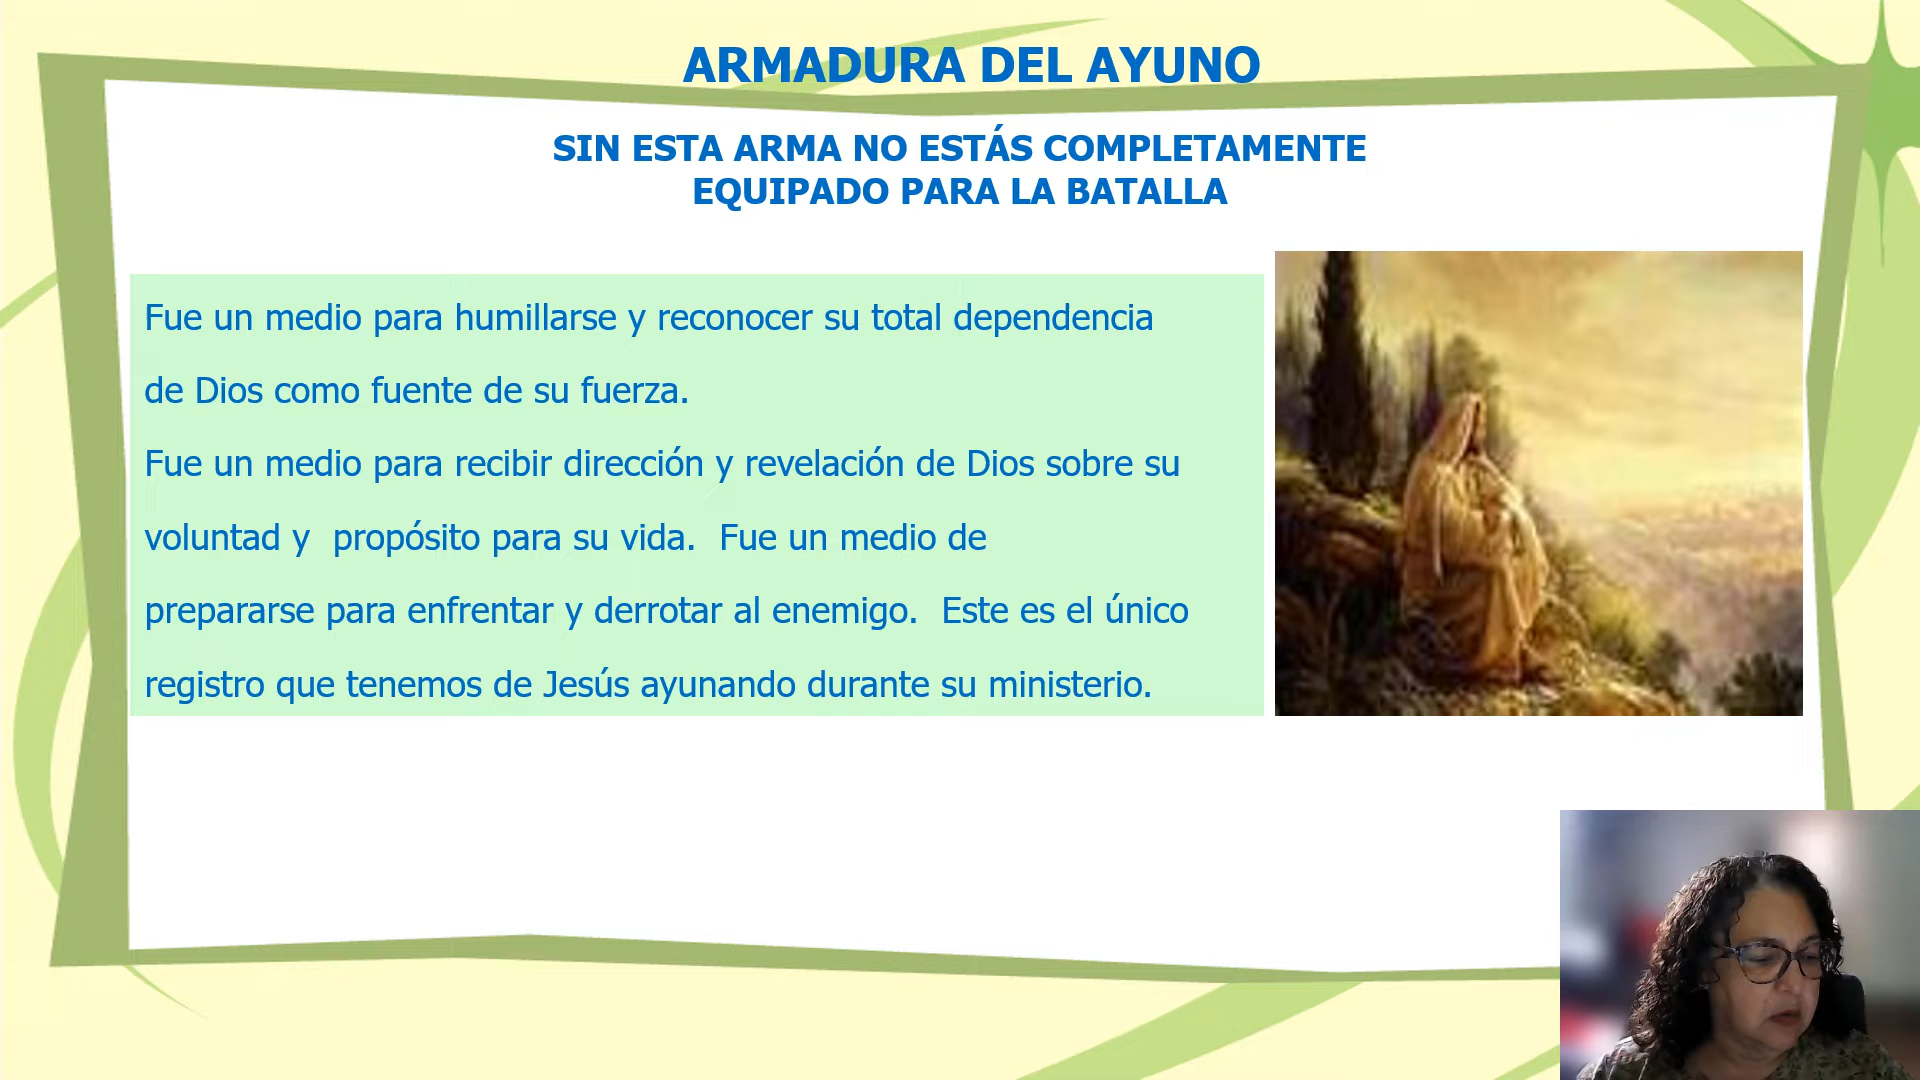 ARMADURA DEL AYUNO
SIN ESTA ARMA NO ESTÁS COMPLETAMENTE
EQUIPADO PARA LA BATALLA
Fue un medio para humillarse y reconocer su total dependencia
de Dios como fuente de su fuerza.
Fue un medio para recibir dirección y revelación de Dios sobre su
voluntad y  propósito para su vida.  Fue un medio de
prepararse para enfrentar y derrotar al enemigo.  Este es el único
registro que tenemos de Jesús ayunando durante su ministerio.